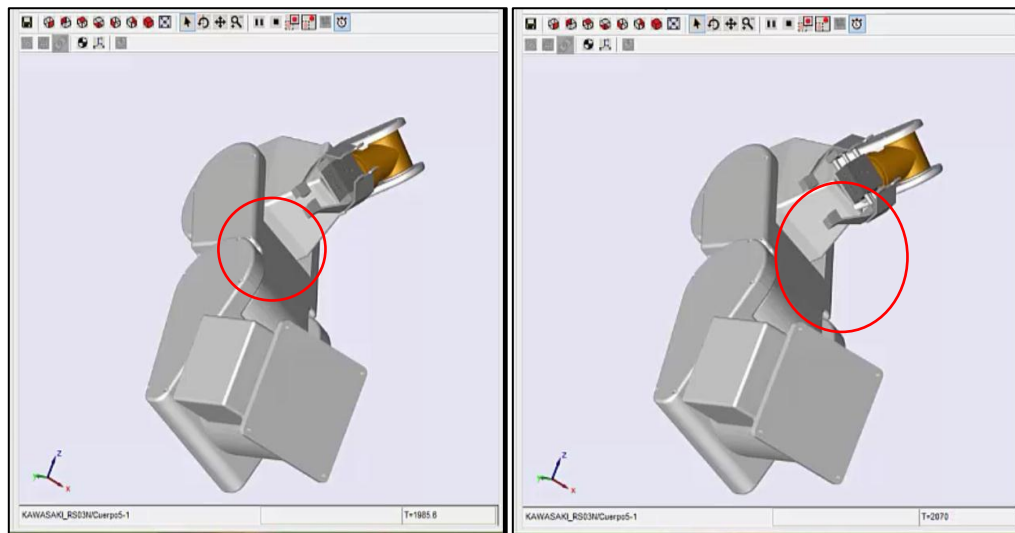 Z
Y
X
KAWASAKI_RS03N/Cuerpo5-1
T=1985.6
Z
Y
X
KAWASAKI_RS03N/Cuerpo5-1
T=2070